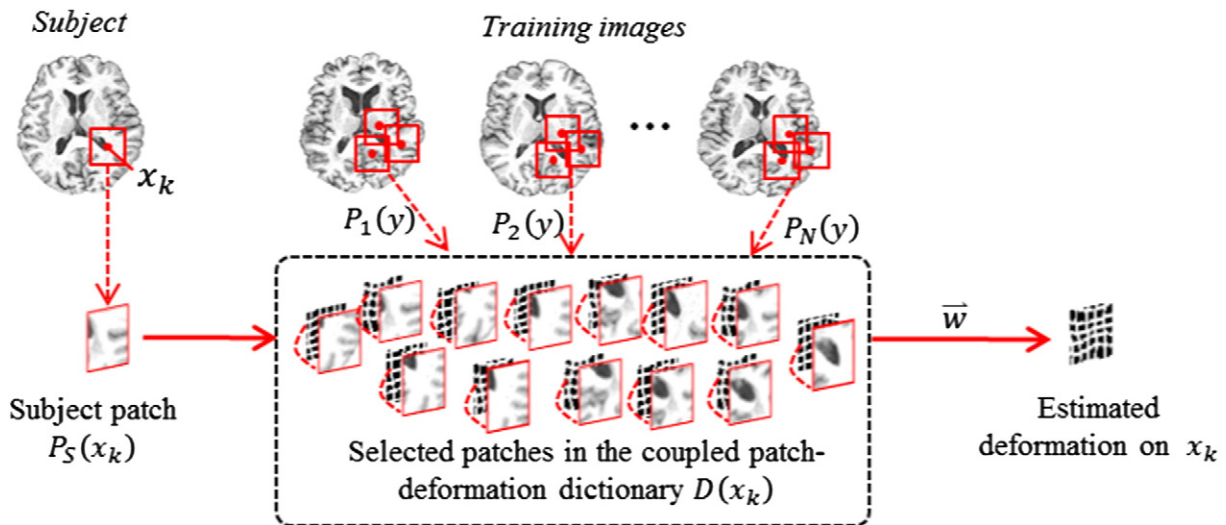 Subject
Training images
x_k
...
P_1(y)
P_2(y)
P_N(y)
w⃗
Subject patch
P_S(x_k)
Selected patches in the coupled patch-
deformation dictionary D(x_k)
Estimated
deformation on x_k